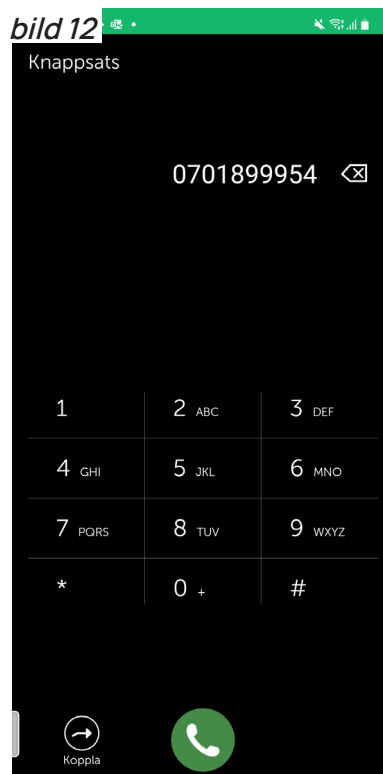 bild 12
Knappsats
0701899954
1 2 ABC 3 DEF
4 GHI 5 JKL 6 MNO
7 PQRS 8 TUV 9 WXYZ
* 0 + #
Koppla